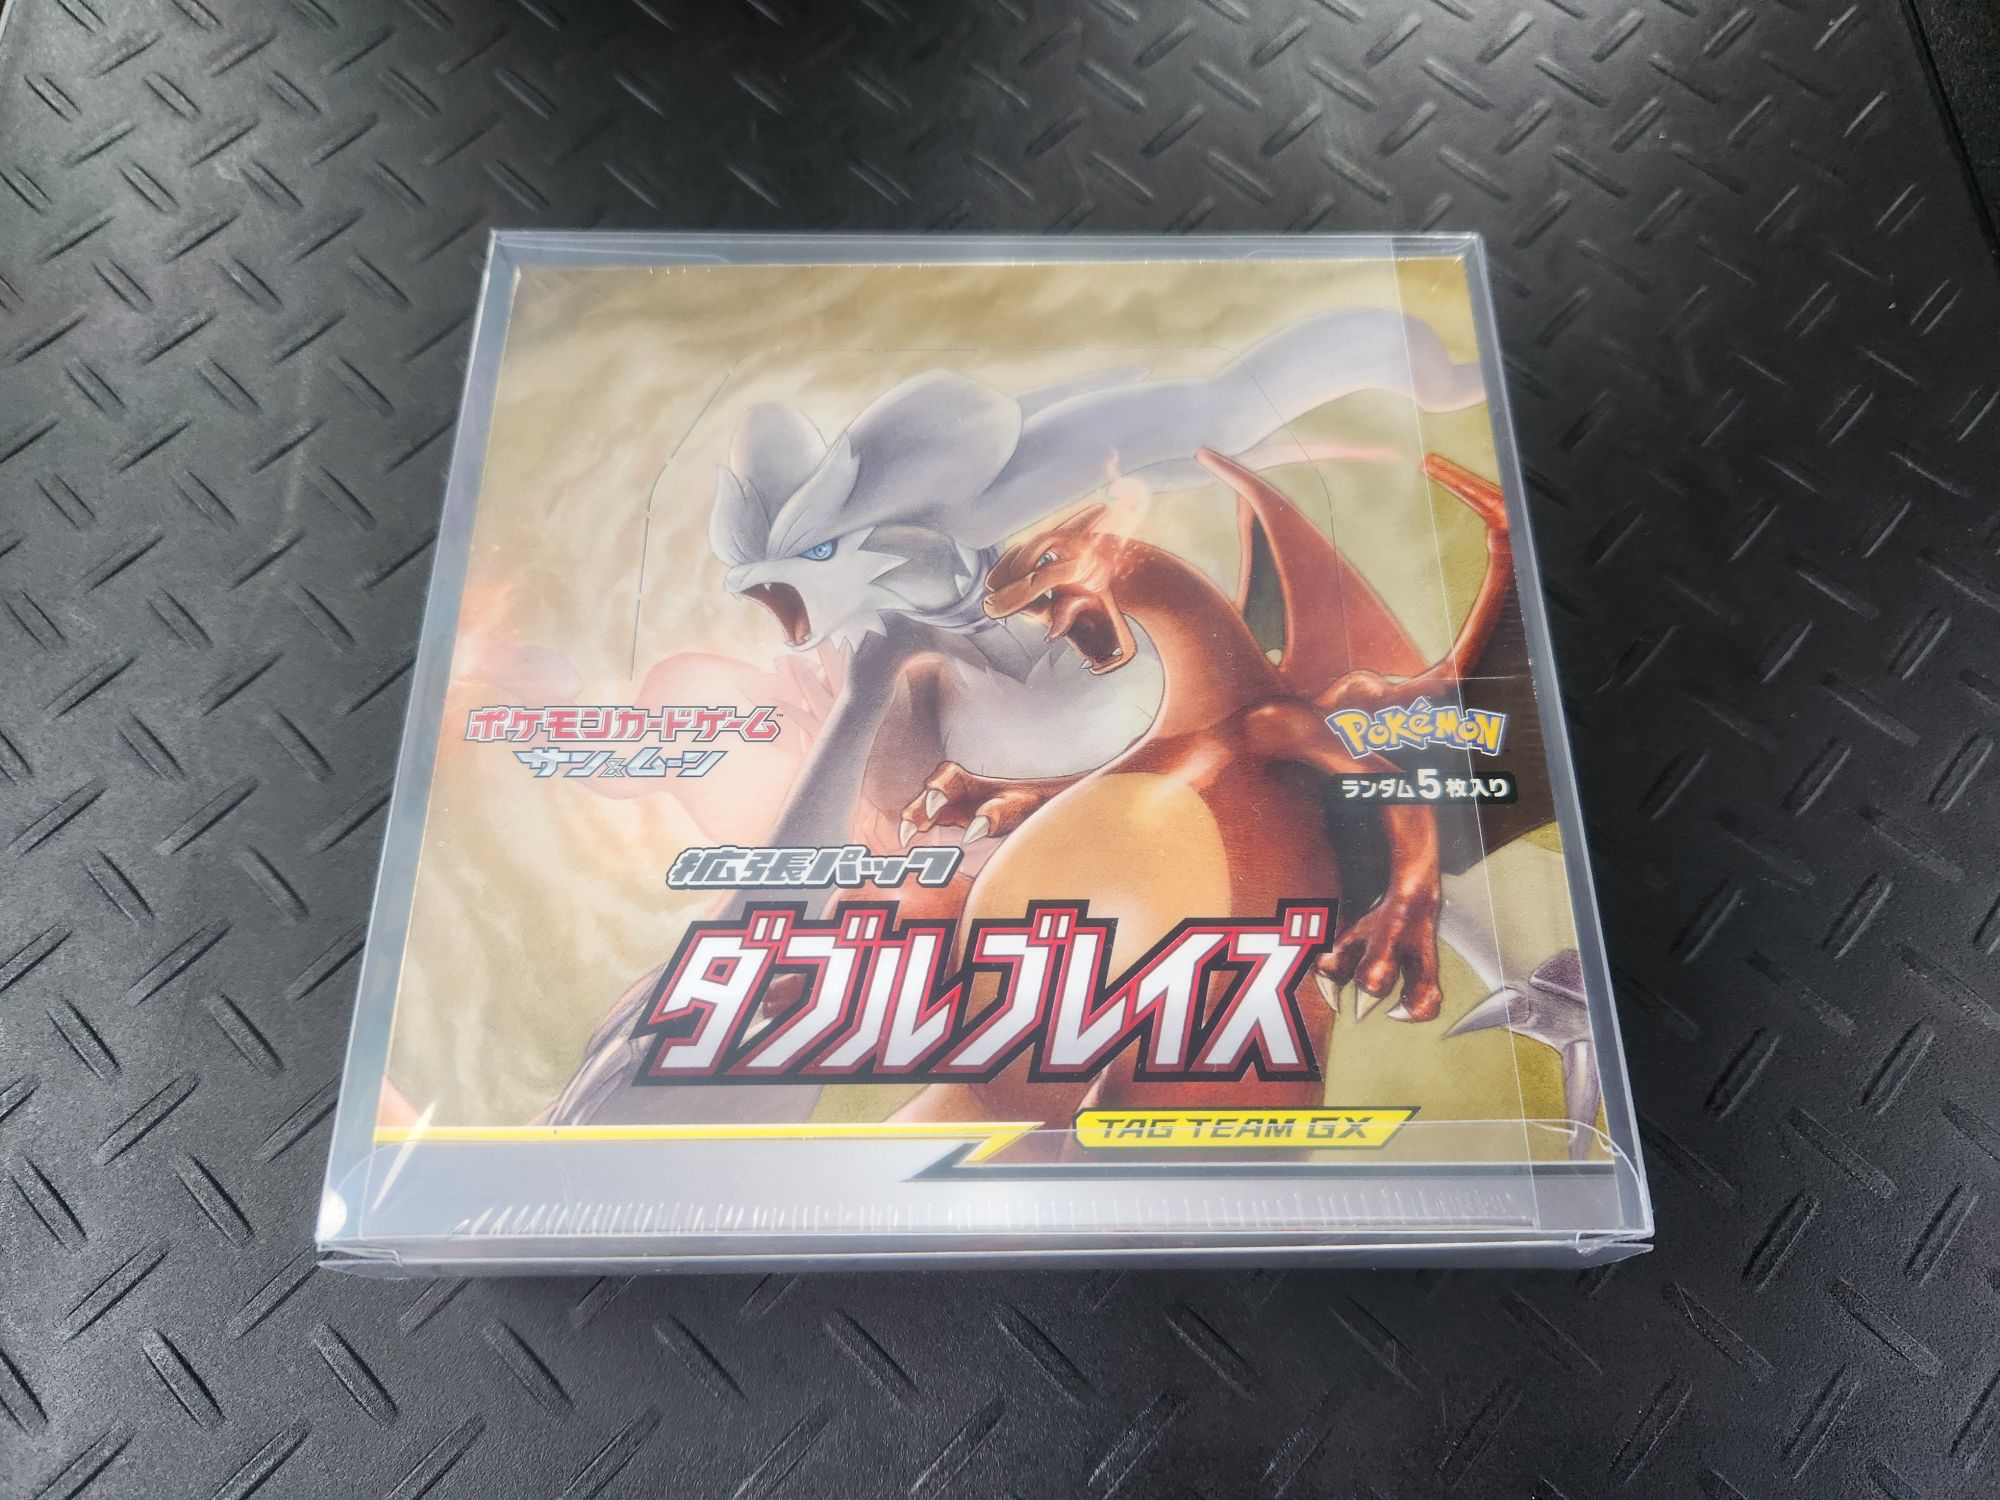 ポケモンカードゲーム™
サン&ムーン
Pokémon
ランダム5枚入り
拡張パック
ダブルブレイズ
TAG TEAM GX